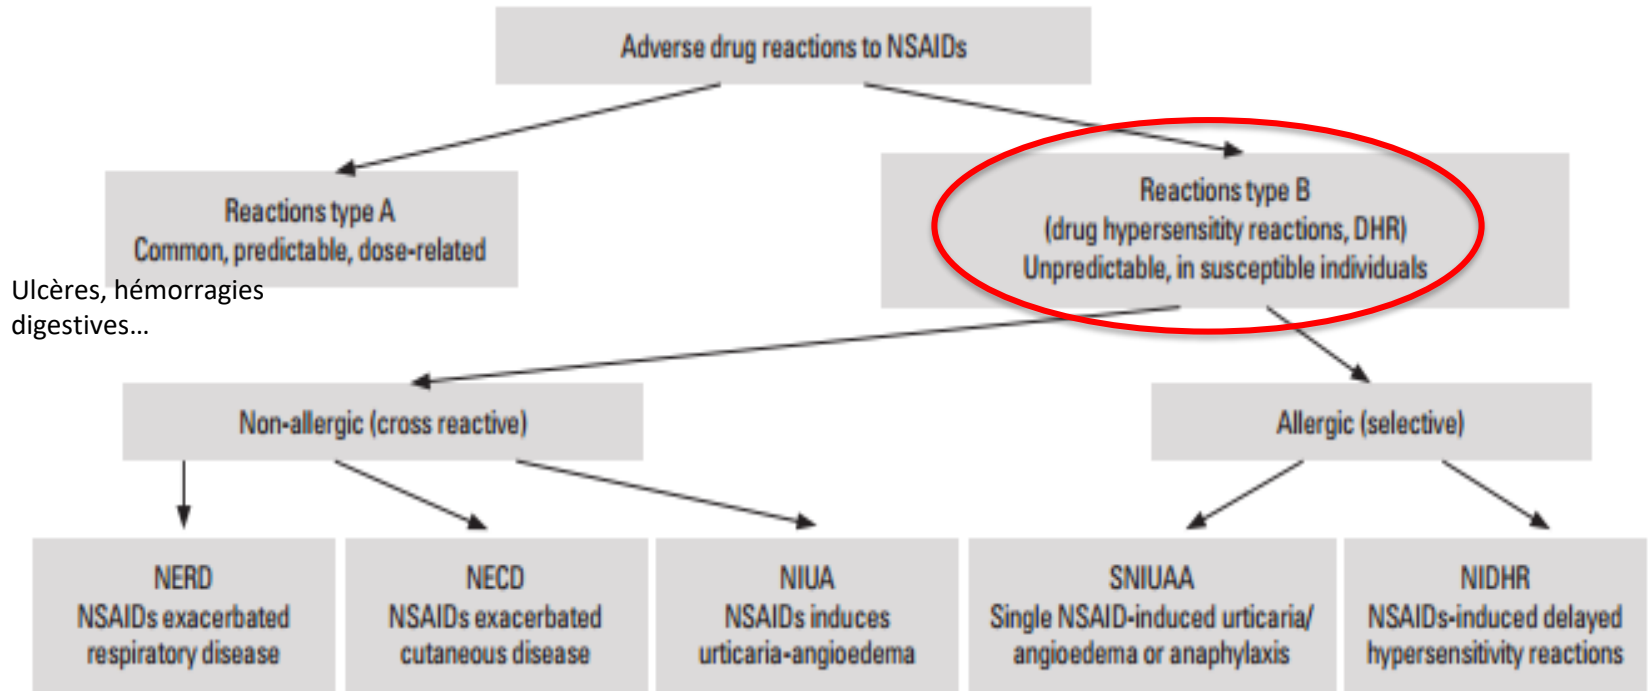 Adverse drug reactions to NSAIDs
Reactions type A
Common, predictable, dose-related
Ulcères, hémorragies
digestives…
Reactions type B
(drug hypersensitity reactions, DHR)
Unpredictable, in susceptible individuals
Non-allergic (cross reactive)
Allergic (selective)
NERD
NSAIDs exacerbated
respiratory disease
NECD
NSAIDs exacerbated
cutaneous disease
NIUA
NSAIDs induces
urticaria-angioedema
SNIUAA
Single NSAID-induced urticaria/
angioedema or anaphylaxis
NIDHR
NSAIDs-induced delayed
hypersensitivity reactions